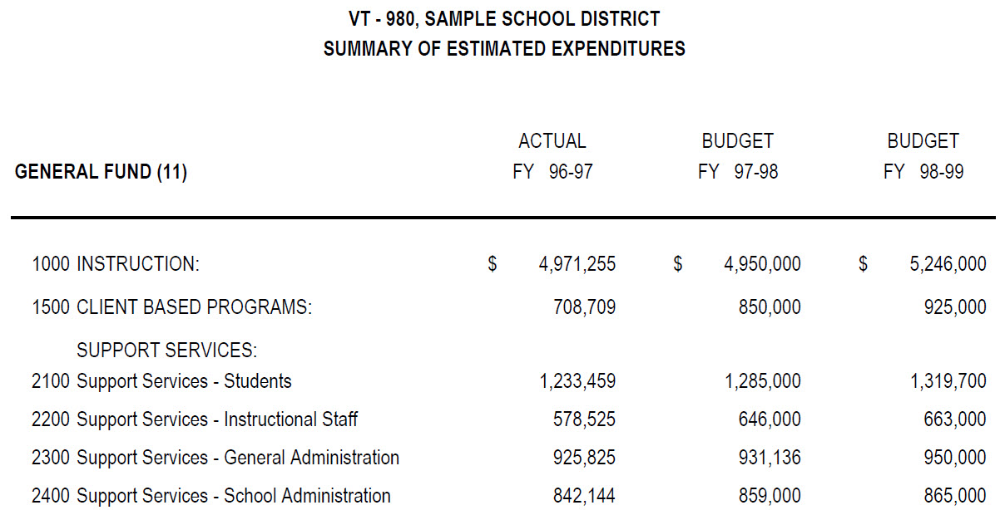 VT - 980, SAMPLE SCHOOL DISTRICT
SUMMARY OF ESTIMATED EXPENDITURES
ACTUAL BUDGET BUDGET
GENERAL FUND (11) FY 96-97 FY 97-98 FY 98-99
1000 INSTRUCTION: $ 4,971,255 $ 4,950,000 $ 5,246,000
1500 CLIENT BASED PROGRAMS: 708,709 850,000 925,000
SUPPORT SERVICES:
2100 Support Services - Students 1,233,459 1,285,000 1,319,700
2200 Support Services - Instructional Staff 578,525 646,000 663,000
2300 Support Services - General Administration 925,825 931,136 950,000
2400 Support Services - School Administration 842,144 859,000 865,000